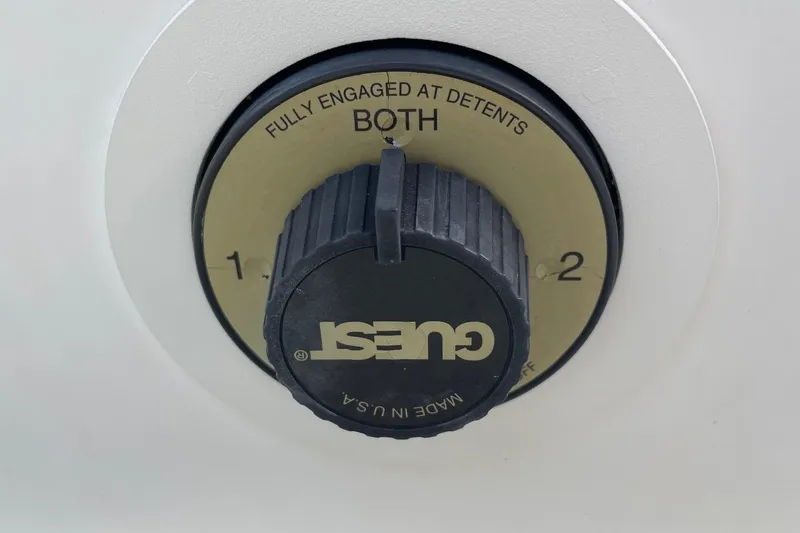 FULLY ENGAGED AT DETENTS
BOTH
1
2
GUEST®
MADE IN U.S.A.